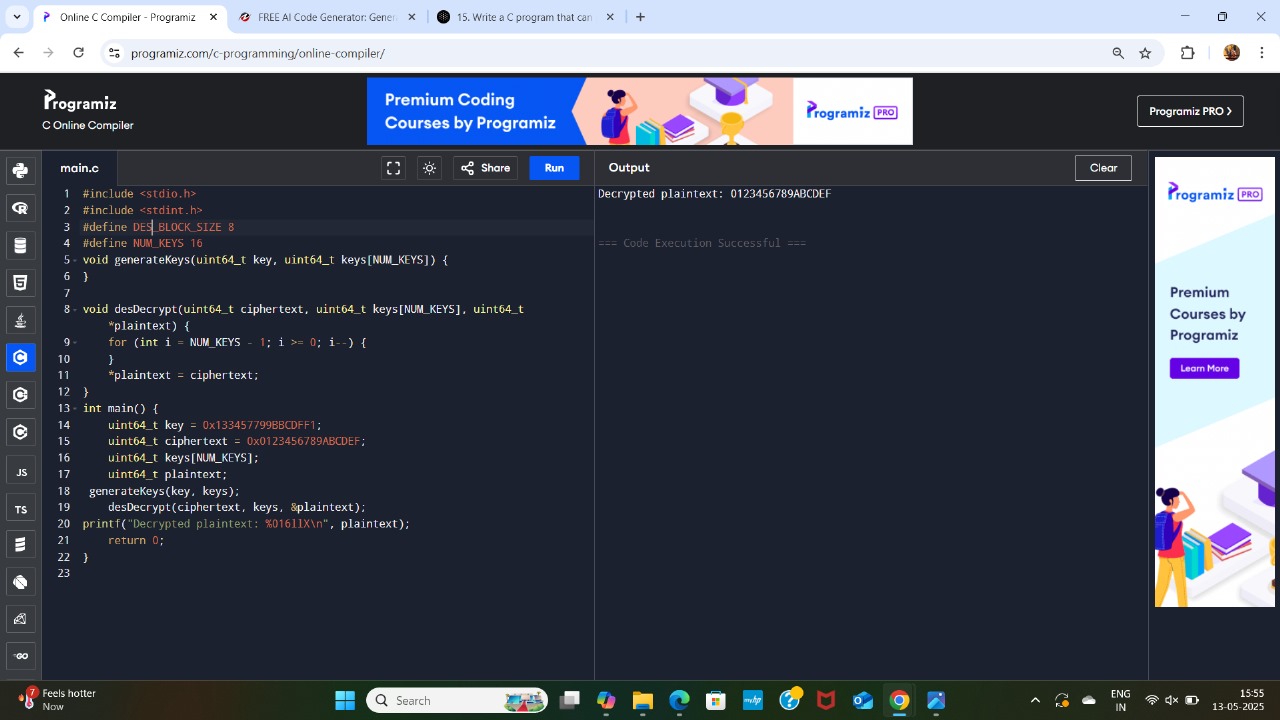 Online C Compiler - Programiz
FREE AI Code Generator: Gener
15. Write a C program that can
programiz.com/c-programming/online-compiler/
Programiz
C Online Compiler
Premium Coding
Courses by Programiz
Programiz PRO
Programiz PRO
main.c
Share
Run
Output
Clear
1 #include <stdio.h>
2 #include <stdint.h>
3 #define DES_BLOCK_SIZE 8
4 #define NUM_KEYS 16
5 void generateKeys(uint64_t key, uint64_t keys[NUM_KEYS]) {
6 }
7
8 void desDecrypt(uint64_t ciphertext, uint64_t keys[NUM_KEYS], uint64_t
*plaintext) {
9 for (int i = NUM_KEYS - 1; i >= 0; i--) {
10 }
11 *plaintext = ciphertext;
12 }
13 int main() {
14 uint64_t key = 0x133457799BBCDFF1;
15 uint64_t ciphertext = 0x0123456789ABCDEF;
16 uint64_t keys[NUM_KEYS];
17 uint64_t plaintext;
18 generateKeys(key, keys);
19 desDecrypt(ciphertext, keys, &plaintext);
20 printf("Decrypted plaintext: %016llX\n", plaintext);
21 return 0;
22 }
23
Decrypted plaintext: 0123456789ABCDEF
=== Code Execution Successful ===
JS
TS
GO
Programiz PRO
Premium
Courses by
Programiz
Learn More
7
Feels hotter
Now
Search
ENG
IN
15:55
13-05-2025